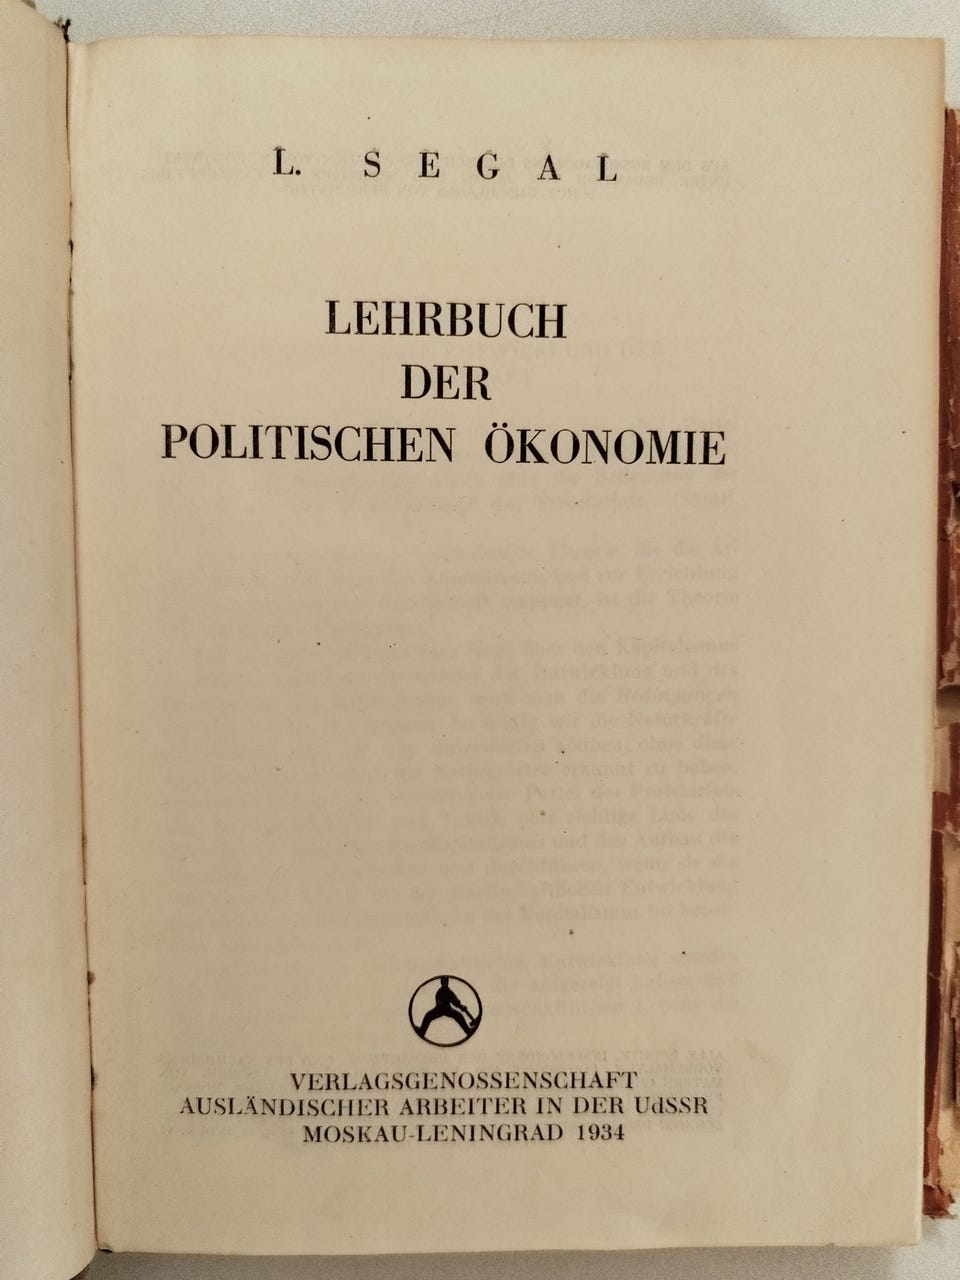 L. SEGAL
LEHRBUCH
DER
POLITISCHEN ÖKONOMIE
VERLAGSGENOSSENSCHAFT
AUSLÄNDISCHER ARBEITER IN DER UdSSR
MOSKAU-LENINGRAD 1934